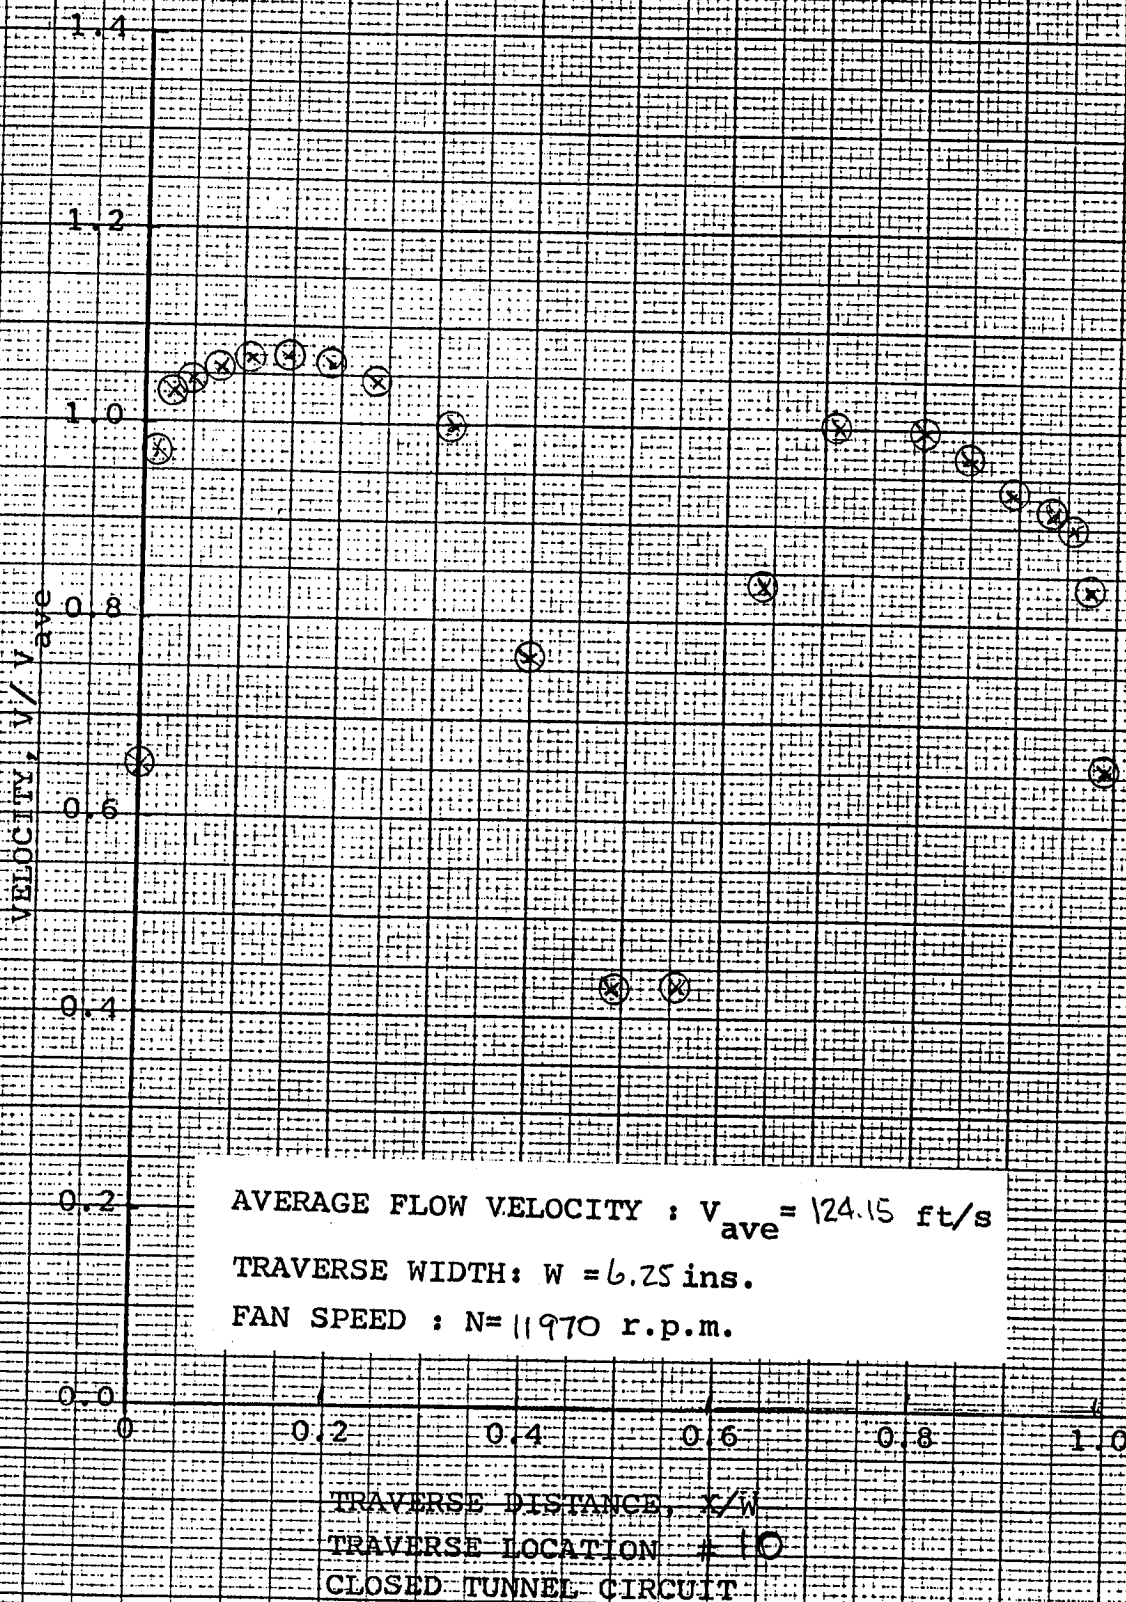 1.4
1.2
1.0
0.8
0.6
0.4
0.2
0.0
VELOCITY, V/ Vave
AVERAGE FLOW VELOCITY : Vave= 124.15 ft/s
TRAVERSE WIDTH: W =6.25 ins.
FAN SPEED : N= 11970 r.p.m.
0 0.2 0.4 0.6 0.8 1.0
TRAVERSE DISTANCE, X/W
TRAVERSE LOCATION # 10
CLOSED TUNNEL CIRCUIT